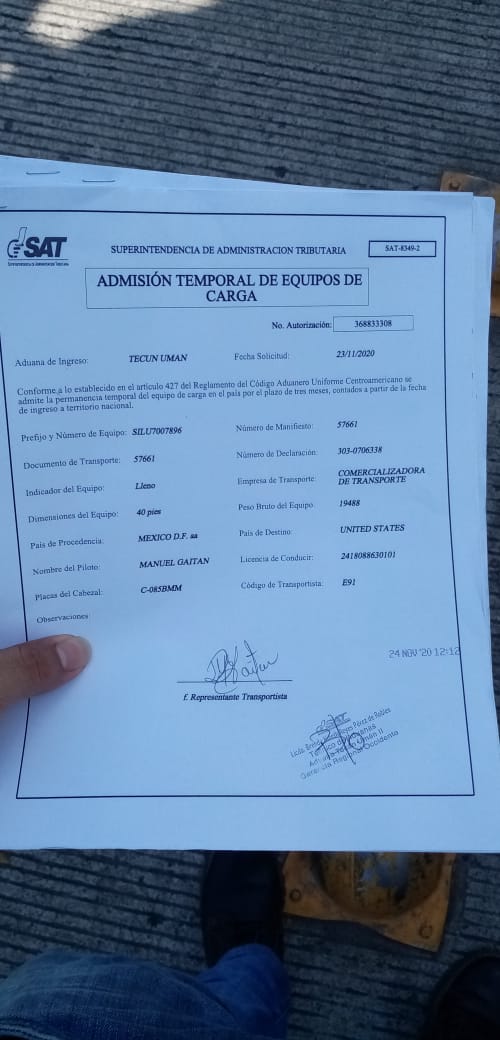 SAT
SUPERINTENDENCIA DE ADMINISTRACION TRIBUTARIA
SAT-8349-2
ADMISIÓN TEMPORAL DE EQUIPOS DE CARGA
No. Autorización: 368833308
Aduana de Ingreso: TECUN UMAN Fecha Solicitud: 23/11/2020
Conforme a lo establecido en el artículo 427 del Reglamento del Código Aduanero Uniforme Centroamericano se
admite la permanencia temporal del equipo de carga en el país por el plazo de tres meses, contados a partir de la fecha
de ingreso a territorio nacional.
Prefijo y Número de Equipo: SILU7007896 Número de Manifiesto: 57661
Documento de Transporte: 57661 Número de Declaración: 303-0706338
Indicador del Equipo: Lleno Empresa de Transporte: COMERCIALIZADORA DE TRANSPORTE
Dimensiones del Equipo: 40 pies Peso Bruto del Equipo: 19488
País de Procedencia: MEXICO D.F. aa País de Destino: UNITED STATES
Nombre del Piloto: MANUEL GAITAN Licencia de Conducir: 2418088630101
Placas del Cabezal: C-085BMM Código de Transportista: E91
Observaciones:
24 NOV '20 12:12
f. Representante Transportista
Pérez de Robles
Gerencia Regional Occidente